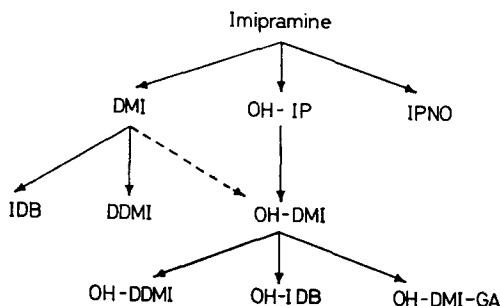 Imipramine
DMI OH-IP IPNO
IDB DDMI OH-DMI
OH-DDMI OH-IDB OH-DMI-GA